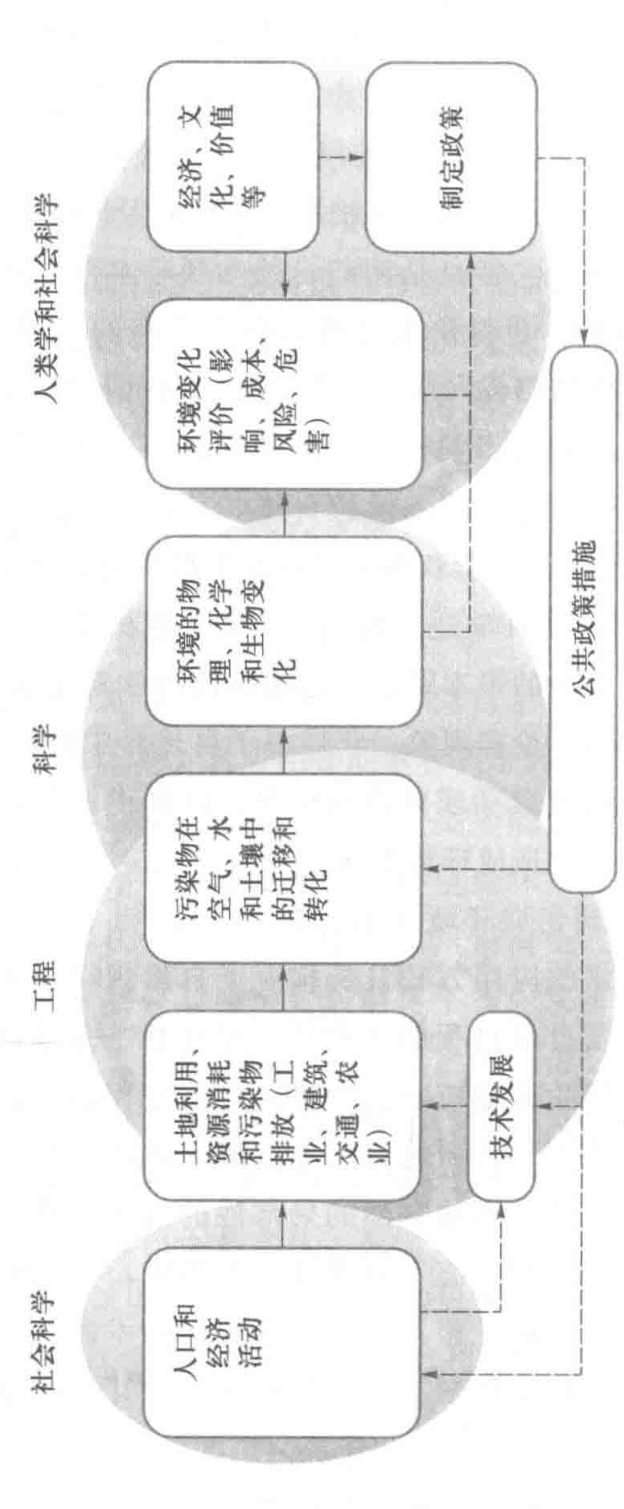 社会科学
工程
科学
人类学和社会科学
人口和
经济
活动
土地利用、
资源消耗
和污染物
排放（工
业、建筑、
交通、农
业）
污染物在
空气、水
和土壤中
的迁移和
转化
环境的物
理、化学
和生物变
化
环境变化
评价（影
响、成本、
风险、危
害）
经济、文
化、价值
等
技术发展
制定政策
公共政策措施